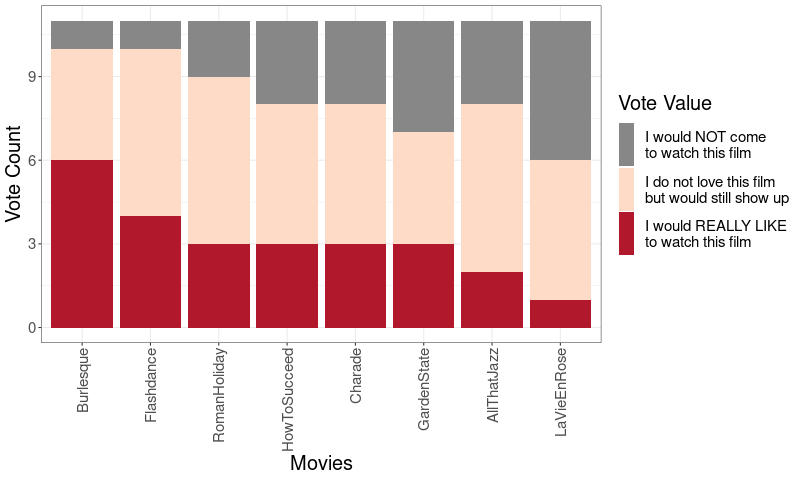 Vote Count
9
6
3
0
Burlesque
Flashdance
RomanHoliday
HowToSucceed
Charade
GardenState
AllThatJazz
LaVieEnRose
Movies
Vote Value
I would NOT come
to watch this film
I do not love this film
but would still show up
I would REALLY LIKE
to watch this film